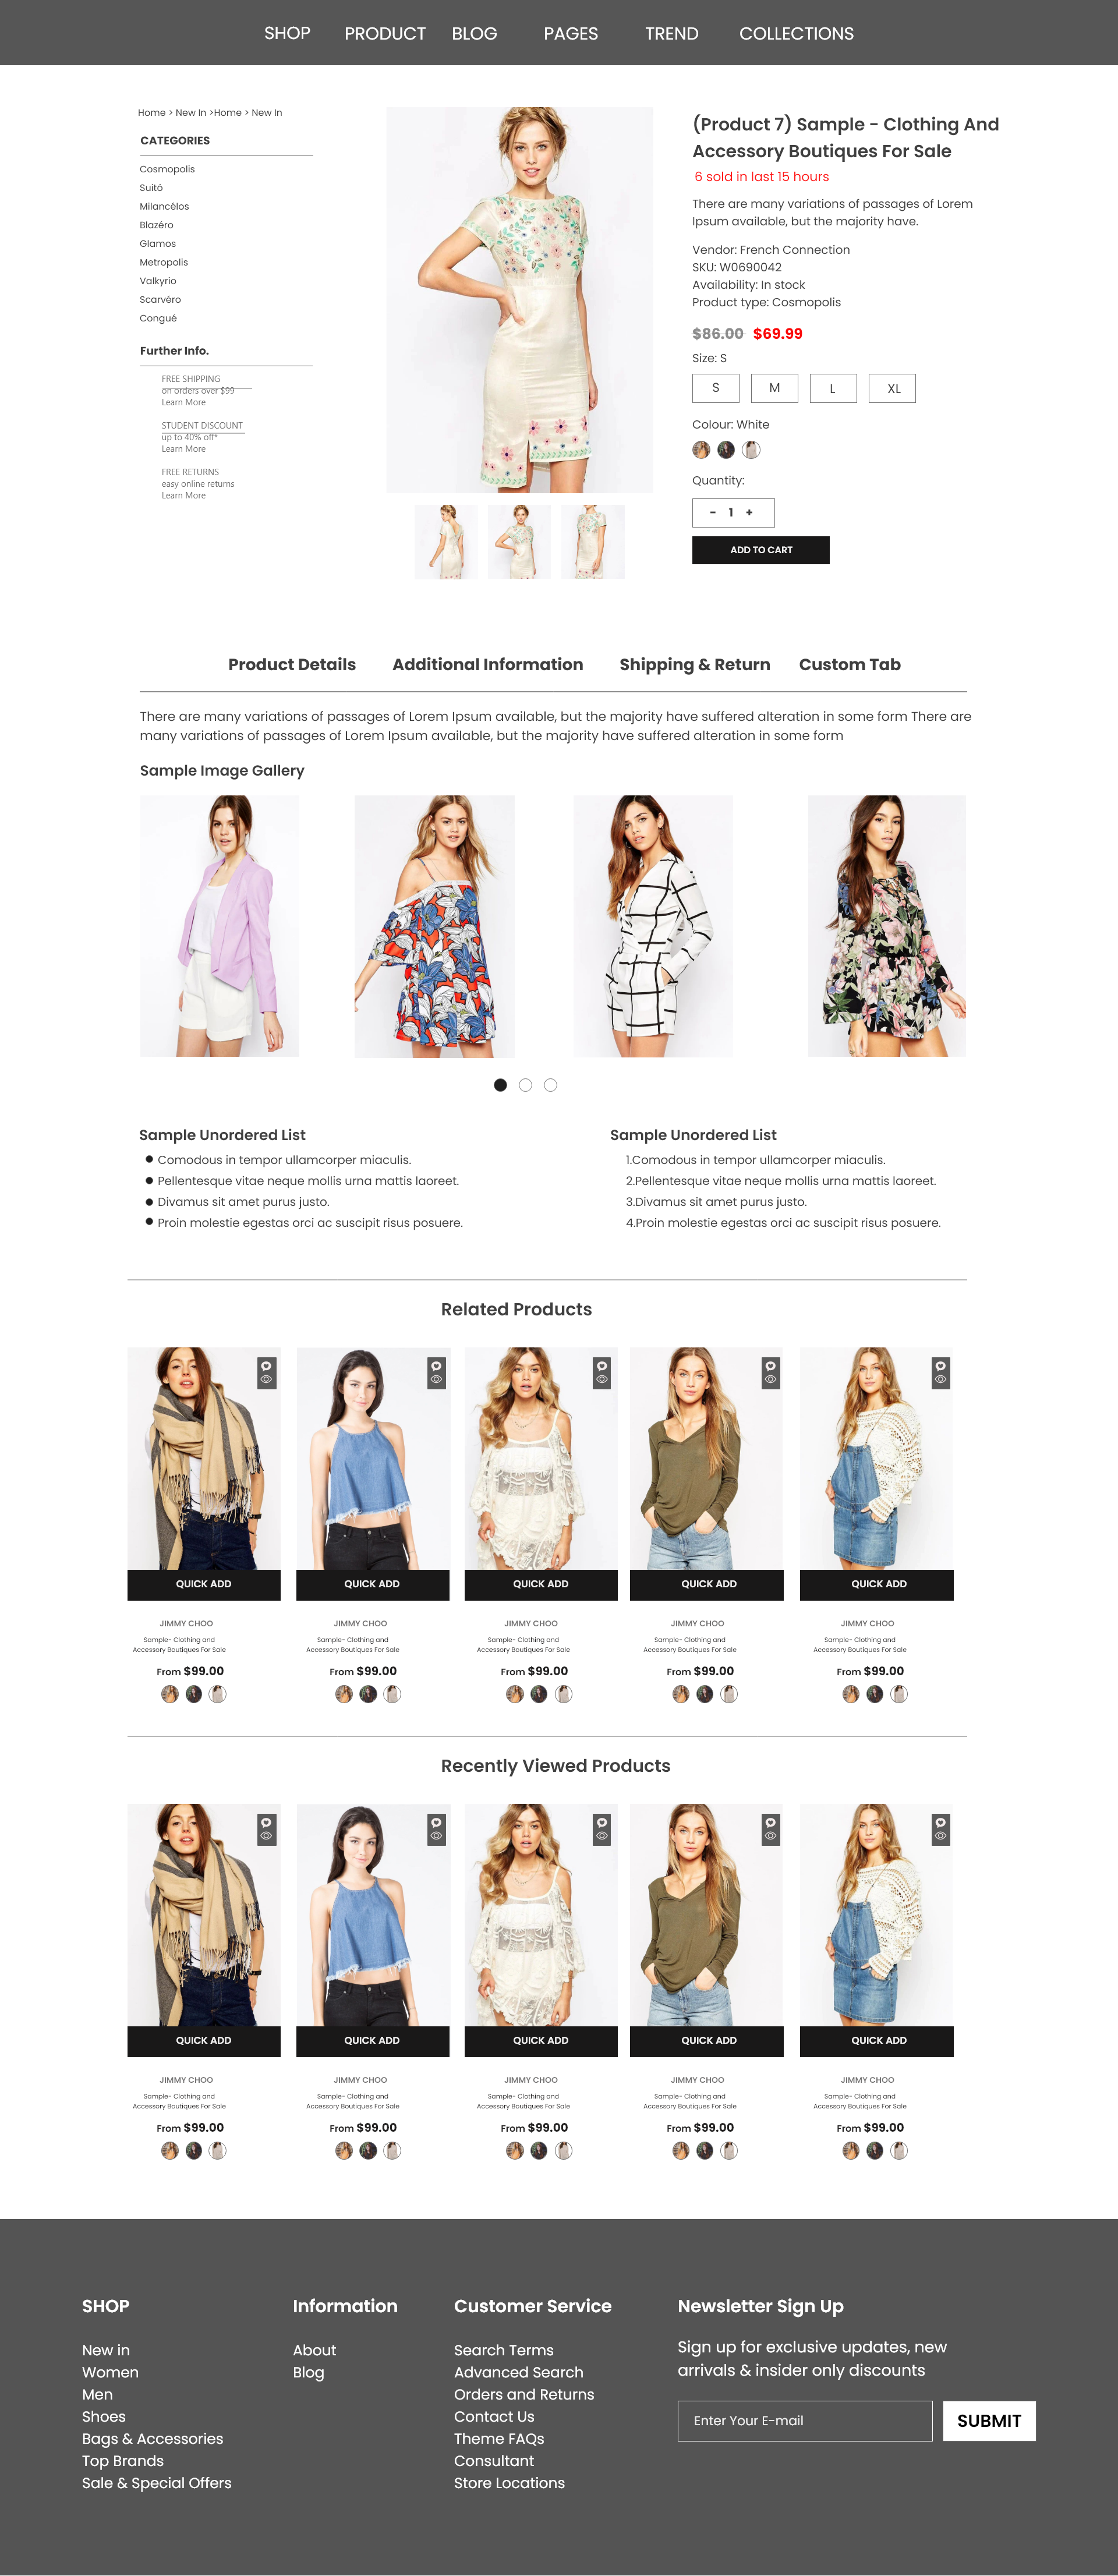 SHOP PRODUCT BLOG PAGES TREND COLLECTIONS
Home > New In >Home > New In
CATEGORIES
Cosmopolis
Suitó
Milancélos
Blazéro
Glamos
Metropolis
Valkyrio
Scarvéro
Congué
Further Info.
FREE SHIPPING
on orders over $99
Learn More
STUDENT DISCOUNT
up to 40% off*
Learn More
FREE RETURNS
easy online returns
Learn More
(Product 7) Sample - Clothing And
Accessory Boutiques For Sale
6 sold in last 15 hours
There are many variations of passages of Lorem
Ipsum available, but the majority have.
Vendor: French Connection
SKU: W0690042
Availability: In stock
Product type: Cosmopolis
$86.00 $69.99
Size: S
S M L XL
Colour: White
Quantity:
- 1 +
ADD TO CART
Product Details Additional Information Shipping & Return Custom Tab
There are many variations of passages of Lorem Ipsum available, but the majority have suffered alteration in some form There are
many variations of passages of Lorem Ipsum available, but the majority have suffered alteration in some form
Sample Image Gallery
Sample Unordered List
Comodous in tempor ullamcorper miaculis.
Pellentesque vitae neque mollis urna mattis laoreet.
Divamus sit amet purus justo.
Proin molestie egestas orci ac suscipit risus posuere.
Sample Unordered List
1.Comodous in tempor ullamcorper miaculis.
2.Pellentesque vitae neque mollis urna mattis laoreet.
3.Divamus sit amet purus justo.
4.Proin molestie egestas orci ac suscipit risus posuere.
Related Products
QUICK ADD QUICK ADD QUICK ADD QUICK ADD QUICK ADD
JIMMY CHOO JIMMY CHOO JIMMY CHOO JIMMY CHOO JIMMY CHOO
Sample- Clothing and Sample- Clothing and Sample- Clothing and Sample- Clothing and Sample- Clothing and
Accessory Boutiques For Sale Accessory Boutiques For Sale Accessory Boutiques For Sale Accessory Boutiques For Sale Accessory Boutiques For Sale
From $99.00 From $99.00 From $99.00 From $99.00 From $99.00
Recently Viewed Products
QUICK ADD QUICK ADD QUICK ADD QUICK ADD QUICK ADD
JIMMY CHOO JIMMY CHOO JIMMY CHOO JIMMY CHOO JIMMY CHOO
Sample- Clothing and Sample- Clothing and Sample- Clothing and Sample- Clothing and Sample- Clothing and
Accessory Boutiques For Sale Accessory Boutiques For Sale Accessory Boutiques For Sale Accessory Boutiques For Sale Accessory Boutiques For Sale
From $99.00 From $99.00 From $99.00 From $99.00 From $99.00
SHOP
New in
Women
Men
Shoes
Bags & Accessories
Top Brands
Sale & Special Offers
Information
About
Blog
Customer Service
Search Terms
Advanced Search
Orders and Returns
Contact Us
Theme FAQs
Consultant
Store Locations
Newsletter Sign Up
Sign up for exclusive updates, new
arrivals & insider only discounts
Enter Your E-mail
SUBMIT